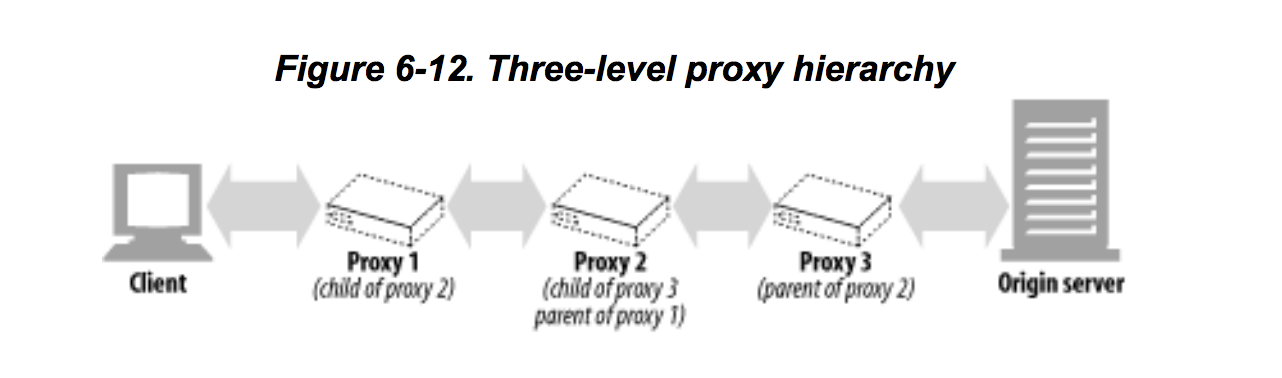 Figure 6-12. Three-level proxy hierarchy
Client
Proxy 1
(child of proxy 2)
Proxy 2
(child of proxy 3
parent of proxy 1)
Proxy 3
(parent of proxy 2)
Origin server